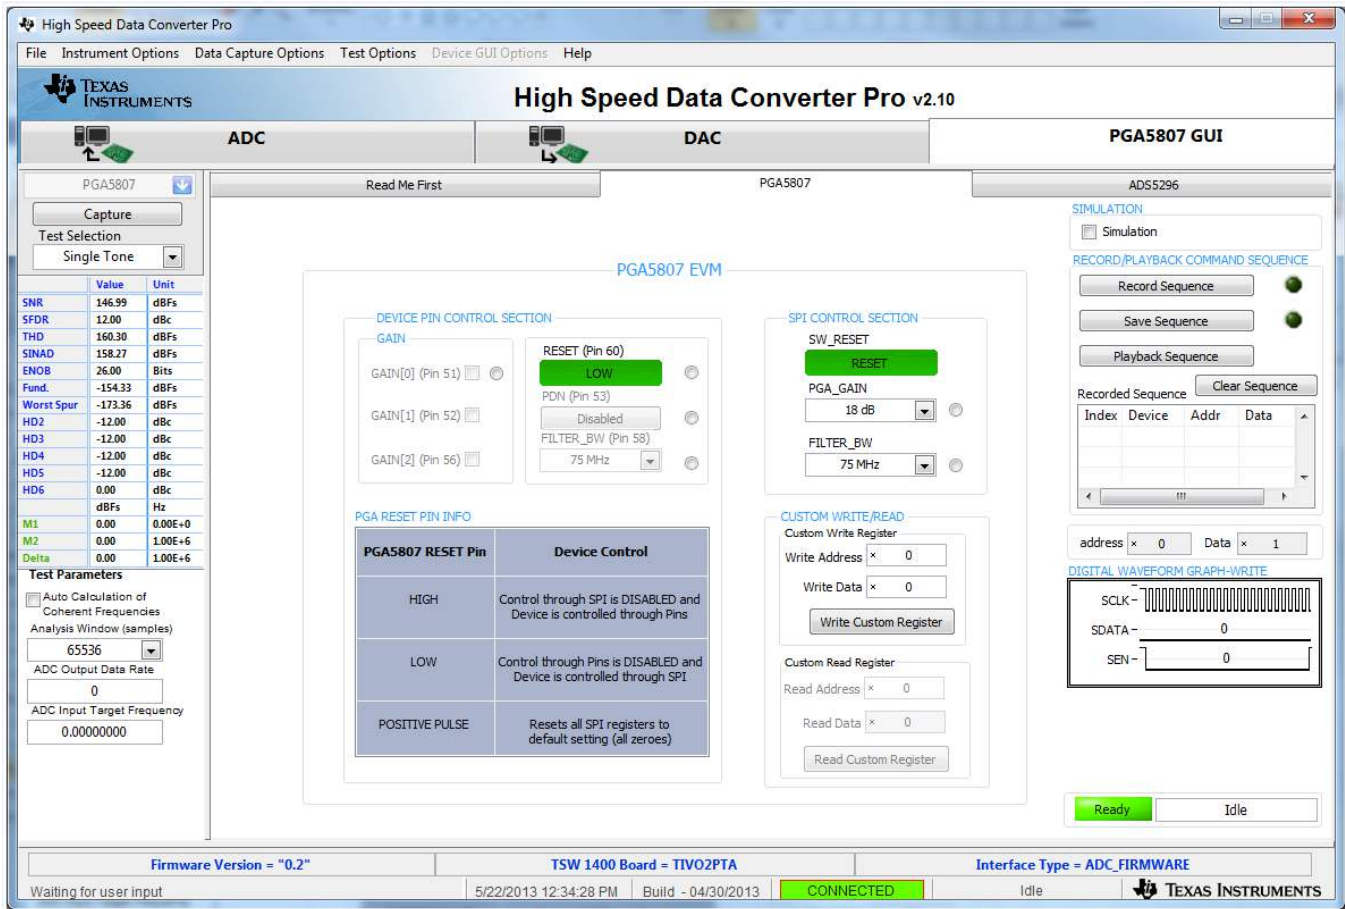 High Speed Data Converter Pro
File Instrument Options Data Capture Options Test Options Device GUI Options Help
TEXAS INSTRUMENTS
High Speed Data Converter Pro v2.10
ADC
DAC
PGA5807 GUI
PGA5807
Capture
Test Selection
Single Tone
Value Unit
SNR 146.99 dBFs
SFDR 12.00 dBc
THD 160.30 dBFs
SINAD 158.27 dBFs
ENOB 26.00 Bits
Fund. -154.33 dBFs
Worst Spur -173.36 dBFs
HD2 -12.00 dBc
HD3 -12.00 dBc
HD4 -12.00 dBc
HD5 -12.00 dBc
HD6 0.00 dBc
dBFs Hz
M1 0.00 0.00E+0
M2 0.00 1.00E+6
Delta 0.00 1.00E+6
Test Parameters
Auto Calculation of
Coherent Frequencies
Analysis Window (samples)
65536
ADC Output Data Rate
0
ADC Input Target Frequency
0.00000000
Read Me First
PGA5807
ADS5296
PGA5807 EVM
DEVICE PIN CONTROL SECTION
GAIN
GAIN[0] (Pin 51)
GAIN[1] (Pin 52)
GAIN[2] (Pin 56)
RESET (Pin 60)
LOW
PDN (Pin 53)
Disabled
FILTER_BW (Pin 58)
75 MHz
SPI CONTROL SECTION
SW_RESET
RESET
PGA_GAIN
18 dB
FILTER_BW
75 MHz
PGA RESET PIN INFO
PGA5807 RESET Pin Device Control
HIGH Control through SPI is DISABLED and
Device is controlled through Pins
LOW Control through Pins is DISABLED and
Device is controlled through SPI
POSITIVE PULSE Resets all SPI registers to
default setting (all zeroes)
CUSTOM WRITE/READ
Custom Write Register
Write Address × 0
Write Data × 0
Write Custom Register
Custom Read Register
Read Address × 0
Read Data × 0
Read Custom Register
SIMULATION
Simulation
RECORD/PLAYBACK COMMAND SEQUENCE
Record Sequence
Save Sequence
Playback Sequence
Recorded Sequence Clear Sequence
Index Device Addr Data
address × 0 Data × 1
DIGITAL WAVEFORM GRAPH-WRITE
SCLK
SDATA 0
SEN 0
Ready Idle
Firmware Version = "0.2" TSW 1400 Board = TIVO2PTA Interface Type = ADC_FIRMWARE
Waiting for user input 5/22/2013 12:34:28 PM Build - 04/30/2013 CONNECTED Idle TEXAS INSTRUMENTS